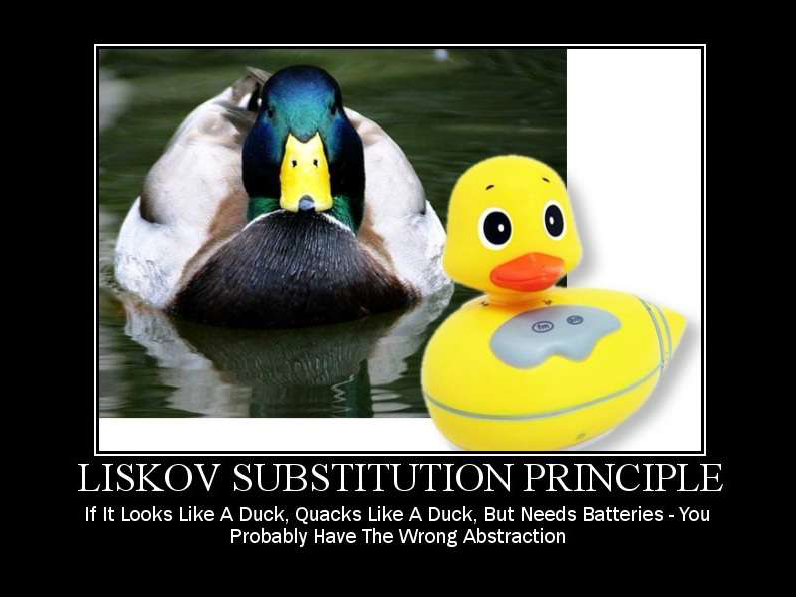 fm
LISKOV SUBSTITUTION PRINCIPLE
If It Looks Like A Duck, Quacks Like A Duck, But Needs Batteries - You
Probably Have The Wrong Abstraction